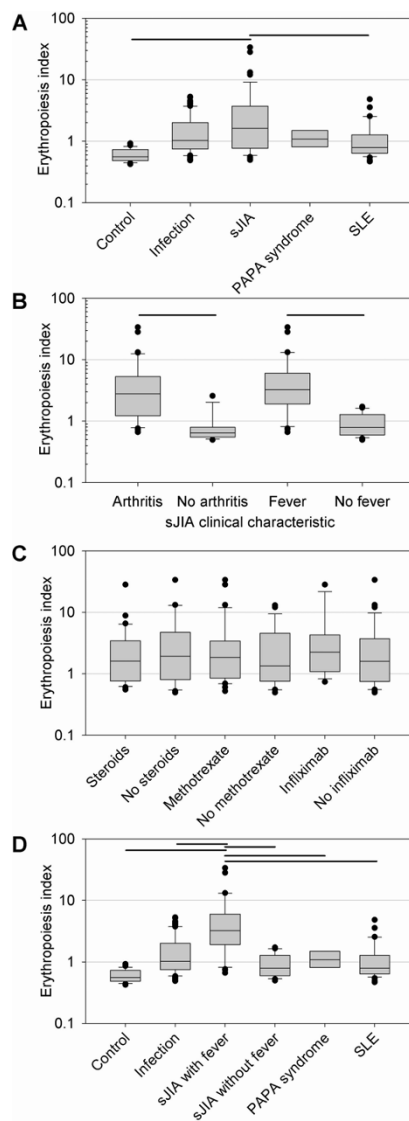 A
Erythropoiesis index
100
10
1
0.1
Control
Infection
sJIA
PAPA syndrome
SLE
B
Erythropoiesis index
100
10
1
0.1
Arthritis No arthritis Fever No fever
sJIA clinical characteristic
C
Erythropoiesis index
100
10
1
0.1
Steroids
No steroids
Methotrexate
No methotrexate
Infliximab
No infliximab
D
Erythropoiesis index
100
10
1
0.1
Control
Infection
sJIA with fever
sJIA without fever
PAPA syndrome
SLE